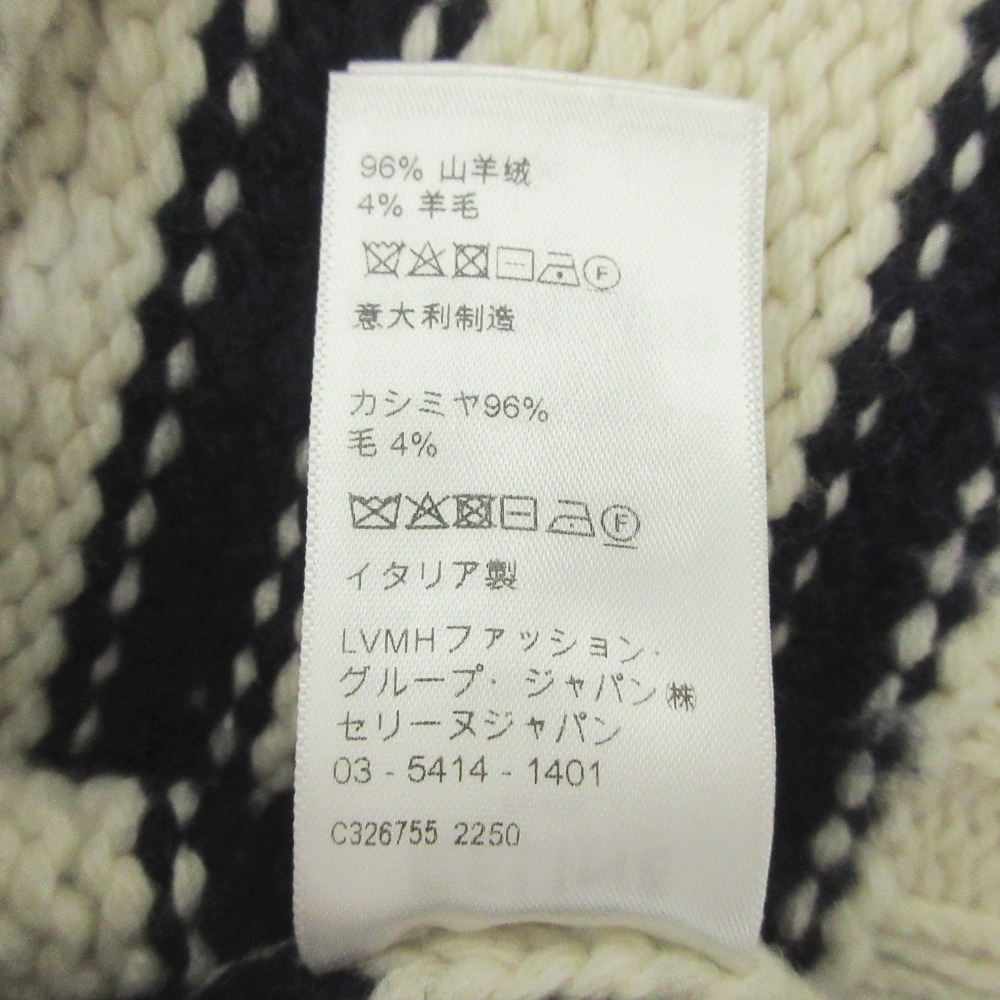 96% 山羊绒
4% 羊毛
F
意大利制造
カシミヤ96%
毛 4%
F
イタリア製
LVMHファッション・
グループ・ジャパン㈱
セリーヌジャパン
03 - 5414 - 1401
C326755 2250